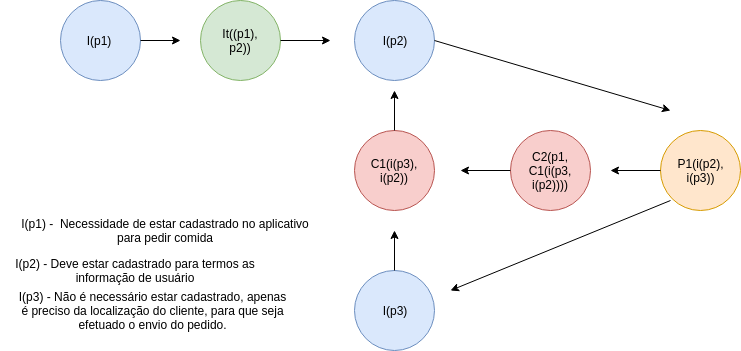 I(p1)
It((p1),
p2))
I(p2)
C1(i(p3),
i(p2))
C2(p1,
C1(i(p3,
i(p2))))
P1(i(p2),
i(p3))
I(p1) - Necessidade de estar cadastrado no aplicativo
para pedir comida
I(p2) - Deve estar cadastrado para termos as
informação de usuário
I(p3) - Não é necessário estar cadastrado, apenas
é preciso da localização do cliente, para que seja
efetuado o envio do pedido.
I(p3)